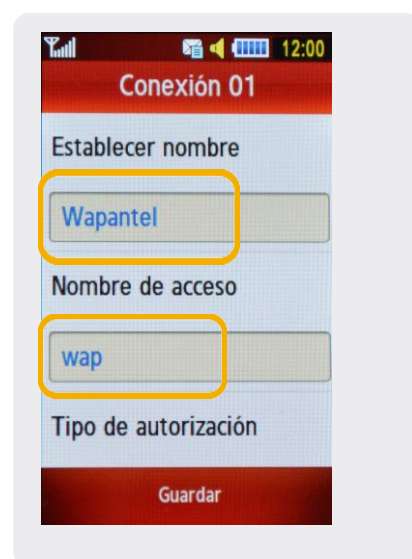 12:00
Conexión 01
Establecer nombre
Wapantel
Nombre de acceso
wap
Tipo de autorización
Guardar